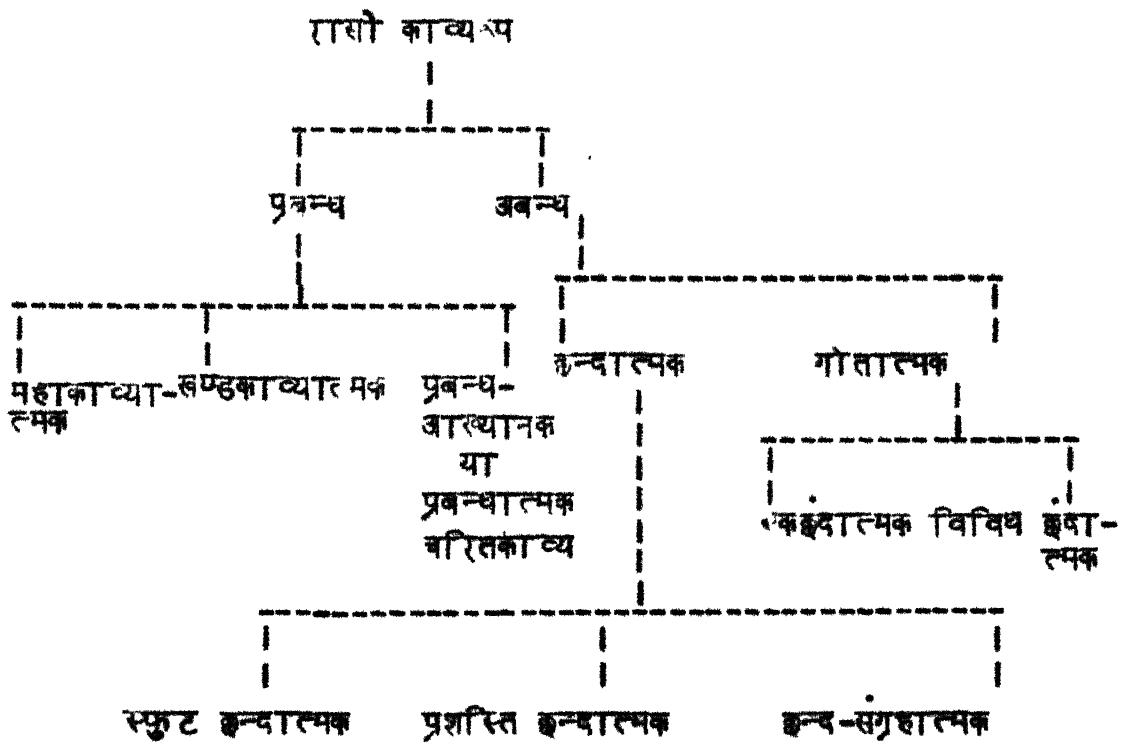 रासो काव्यरूप
प्रबन्ध अबन्ध
छन्दात्मक गीतात्मक
महाकाव्या- खण्डकाव्यात्मक प्रबन्ध-
त्मक आख्यानक
या
प्रबन्धात्मक
चरितकाव्य
एकछंदात्मक विविध छंदा-
त्मक
स्फुट छन्दात्मक प्रशस्ति छन्दात्मक छन्द-संग्रहात्मक